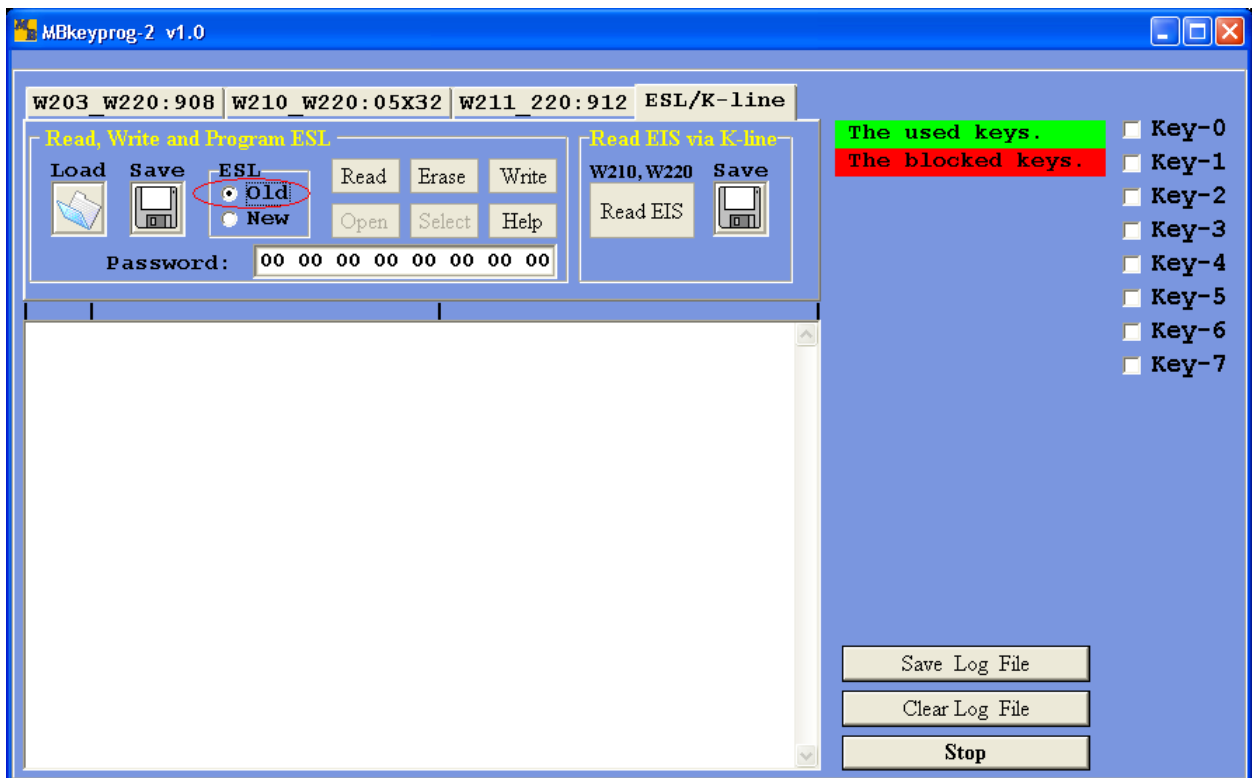 MBkeyprog-2 v1.0
W203_W220:908 W210_W220:05X32 W211_220:912 ESL/K-line
Read, Write and Program ESL
Load Save ESL
Old
New
Read Erase Write
Open Select Help
Password: 00 00 00 00 00 00 00 00
Read EIS via K-line
W210, W220 Save
Read EIS
The used keys.
The blocked keys.
Key-0
Key-1
Key-2
Key-3
Key-4
Key-5
Key-6
Key-7
Save Log File
Clear Log File
Stop